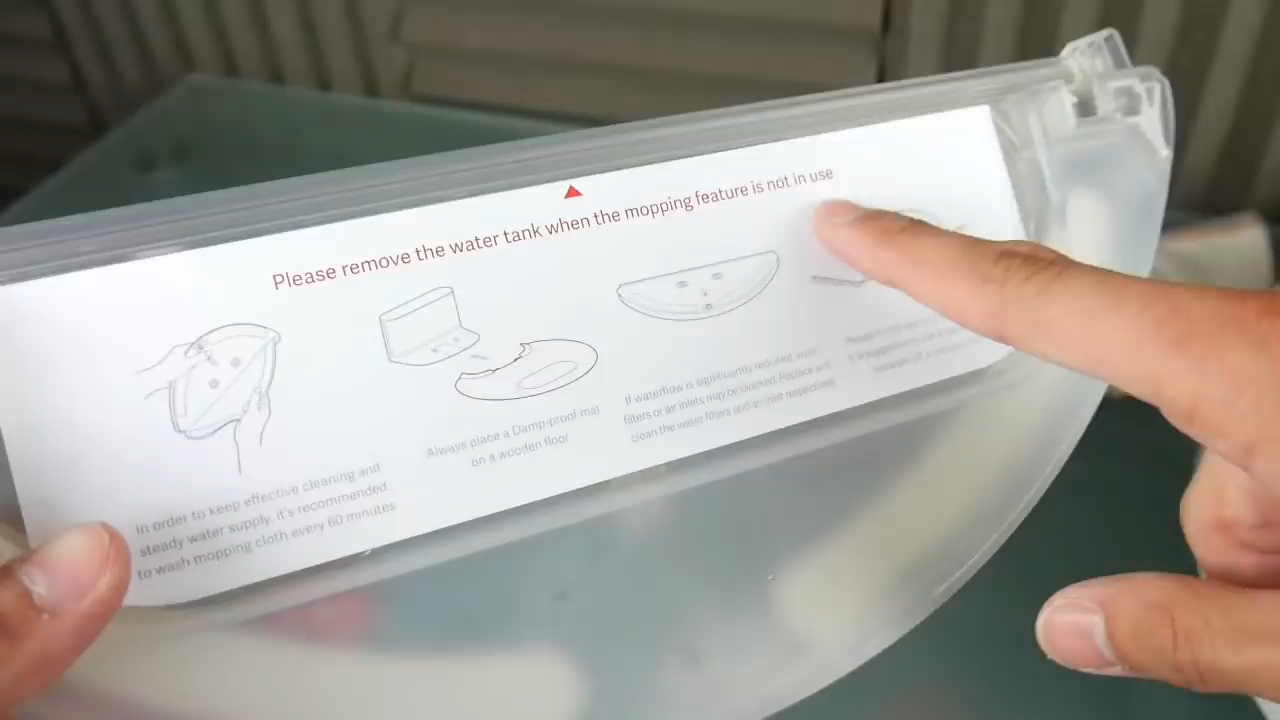 Please remove the water tank when the mopping feature is not in use
In order to keep effective cleaning and
steady water supply, it's recommended
to wash mopping cloth every 60 minutes
Always place a Damp-proof mat
on a wooden floor
If waterflow is significantly reduced, water
filters or air inlets may be blocked. Replace and
clean the water filters and air inlet respectively